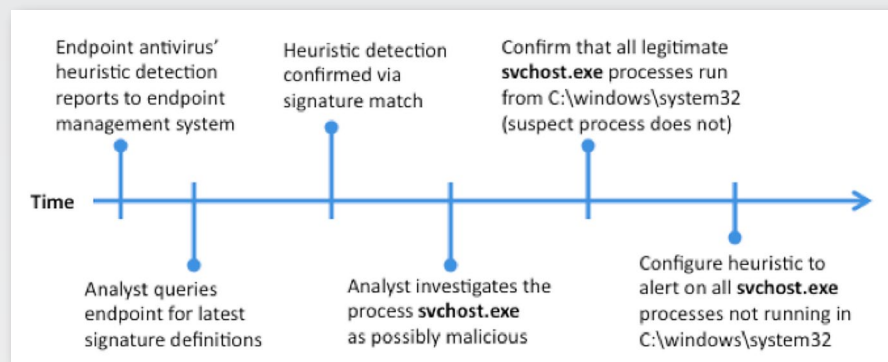 Endpoint antivirus'
heuristic detection
reports to endpoint
management system
Heuristic detection
confirmed via
signature match
Confirm that all legitimate
svchost.exe processes run
from C:\windows\system32
(suspect process does not)
Time
Analyst queries
endpoint for latest
signature definitions
Analyst investigates the
process svchost.exe
as possibly malicious
Configure heuristic to
alert on all svchost.exe
processes not running in
C:\windows\system32